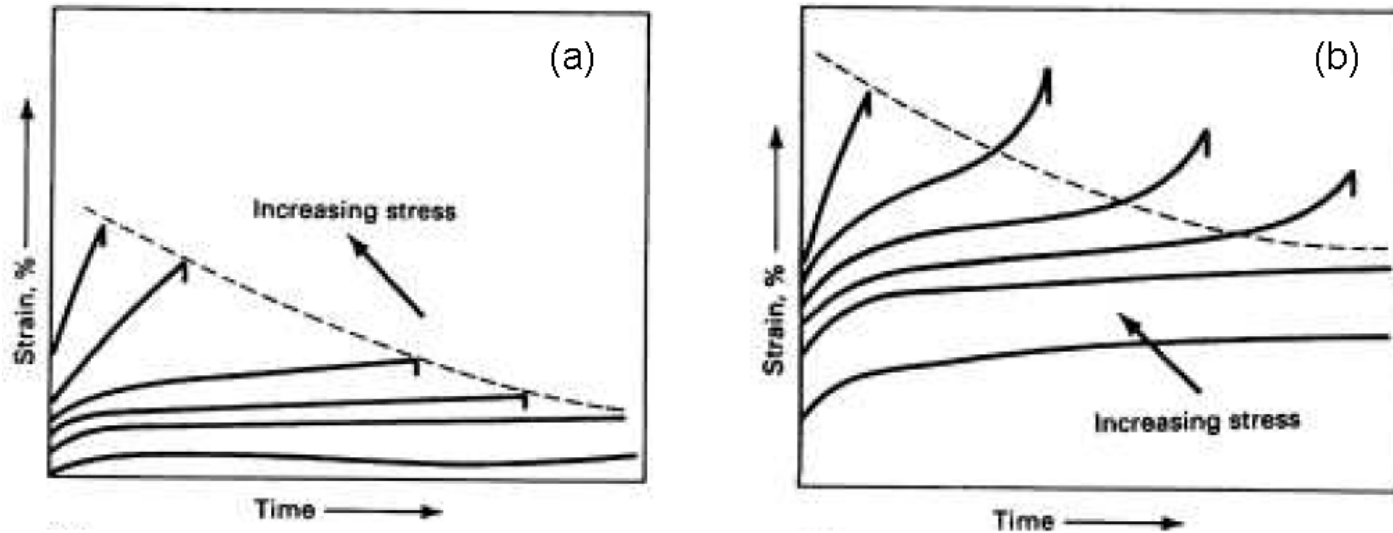 (a)
Increasing stress
Strain, %
Time
(b)
Strain, %
Increasing stress
Time